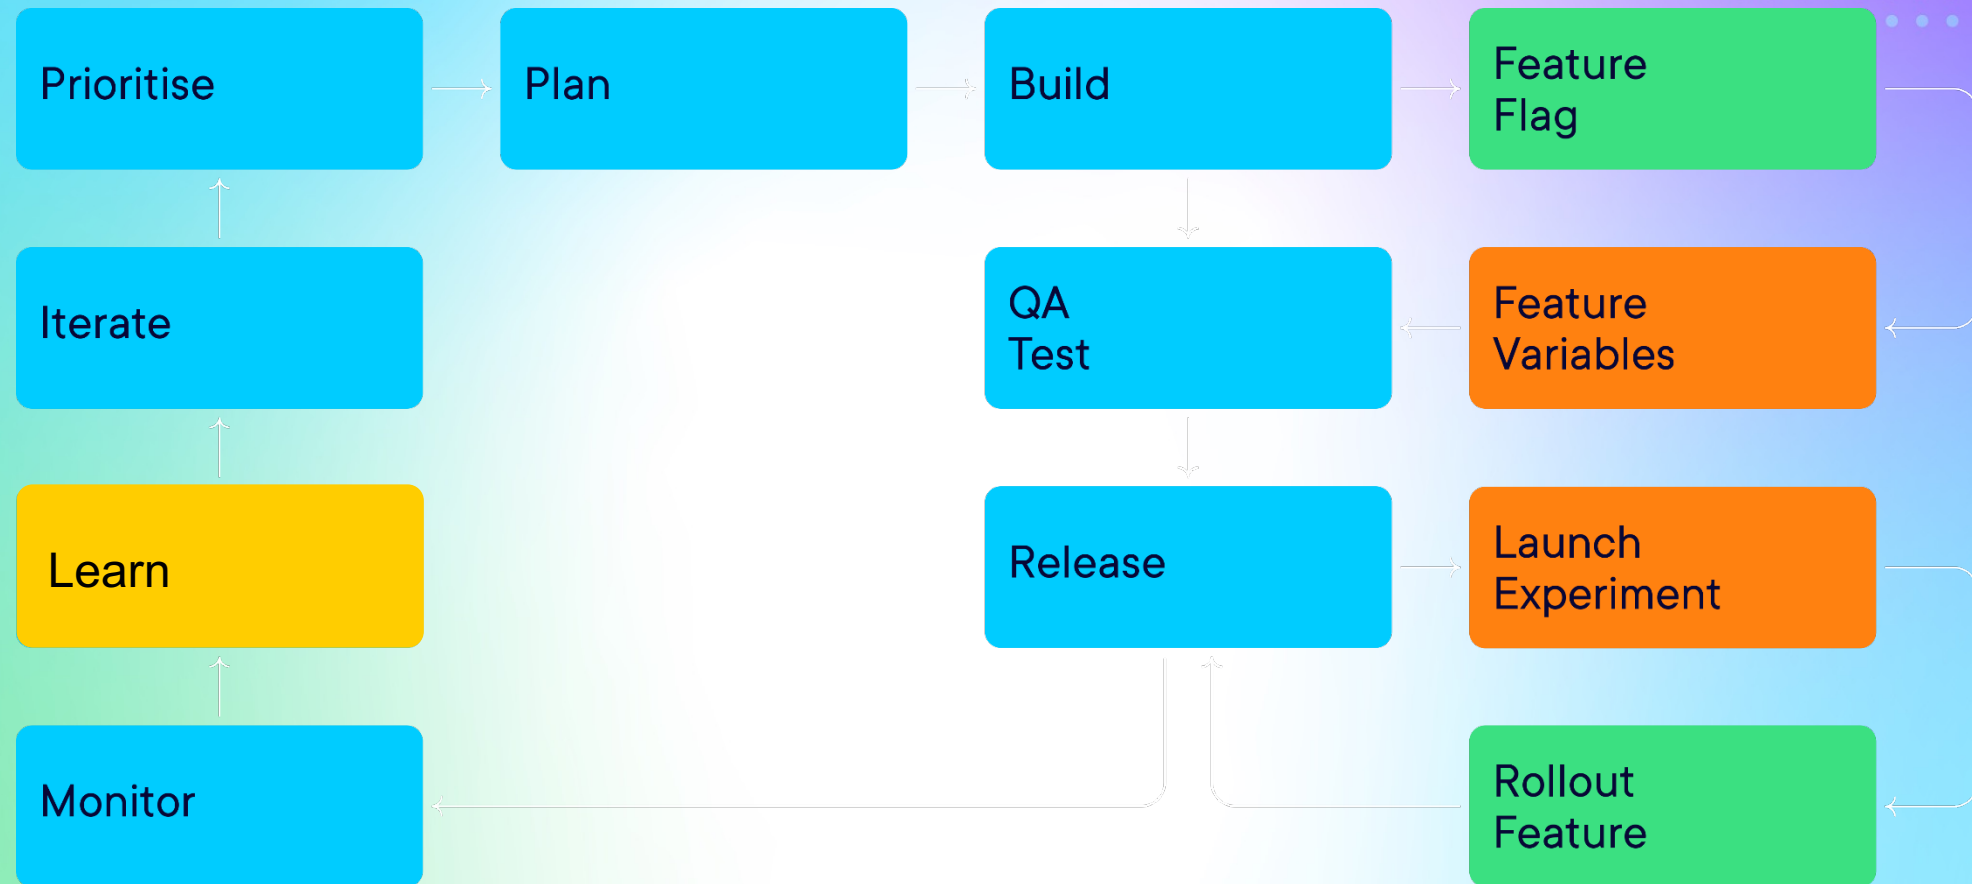 Prioritise
Plan
Build
Feature
Flag
Iterate
QA
Test
Feature
Variables
Learn
Release
Launch
Experiment
Monitor
Rollout
Feature